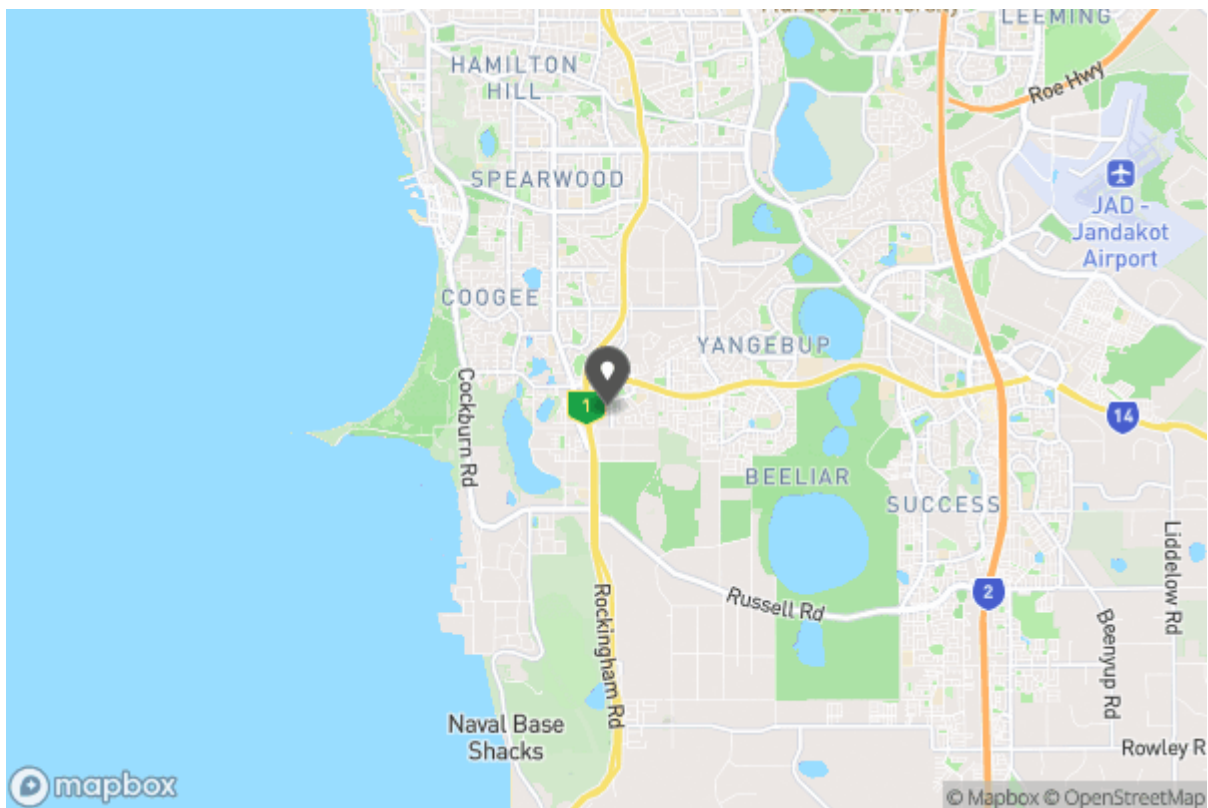 LEEMING
HAMILTON
HILL
Roe Hwy
SPEARWOOD
JAD -
Jandakot
Airport
COOGEE
YANGEBUP
Cockburn Rd
1
14
BEELIAR
SUCCESS
Liddelow Rd
2
Russell Rd
Rockingham Rd
Beenyup Rd
Naval Base
Shacks
Rowley R
mapbox
© Mapbox © OpenStreetMap